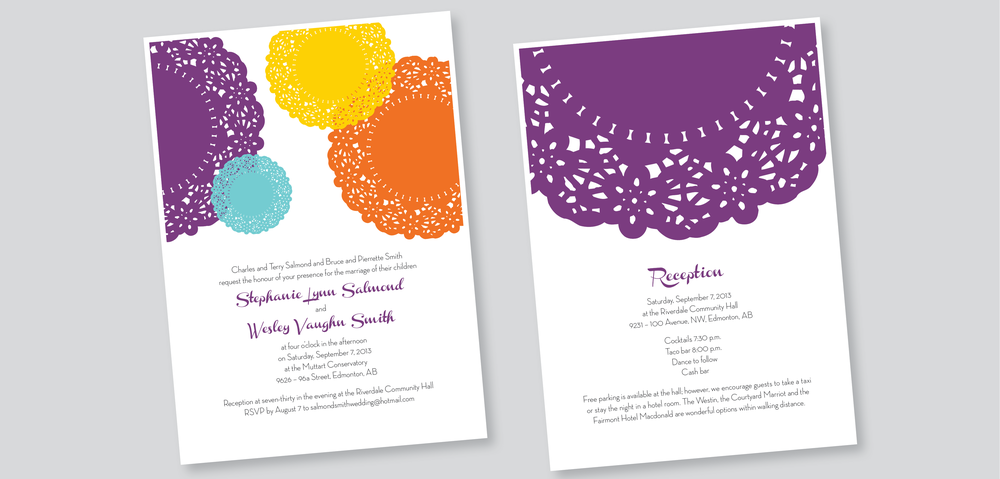 Charles and Terry Salmond and Bruce and Pierrette Smith
request the honour of your presence for the marriage of their children
Stephanie Lynn Salmond
and
Wesley Vaughn Smith
at four o'clock in the afternoon
on Saturday, September 7, 2013
at the Muttart Conservatory
9626 – 96a Street, Edmonton, AB
Reception at seven-thirty in the evening at the Riverdale Community Hall
RSVP by August 7 to salmondsmithwedding@hotmail.com
Reception
Saturday, September 7, 2013
at the Riverdale Community Hall
9231 – 100 Avenue, NW, Edmonton, AB
Cocktails 7:30 p.m.
Taco bar 8:00 p.m.
Dance to follow
Cash bar
Free parking is available at the hall; however, we encourage guests to take a taxi
or stay the night in a hotel room. The Westin, the Courtyard Marriot and the
Fairmont Hotel Macdonald are wonderful options within walking distance.